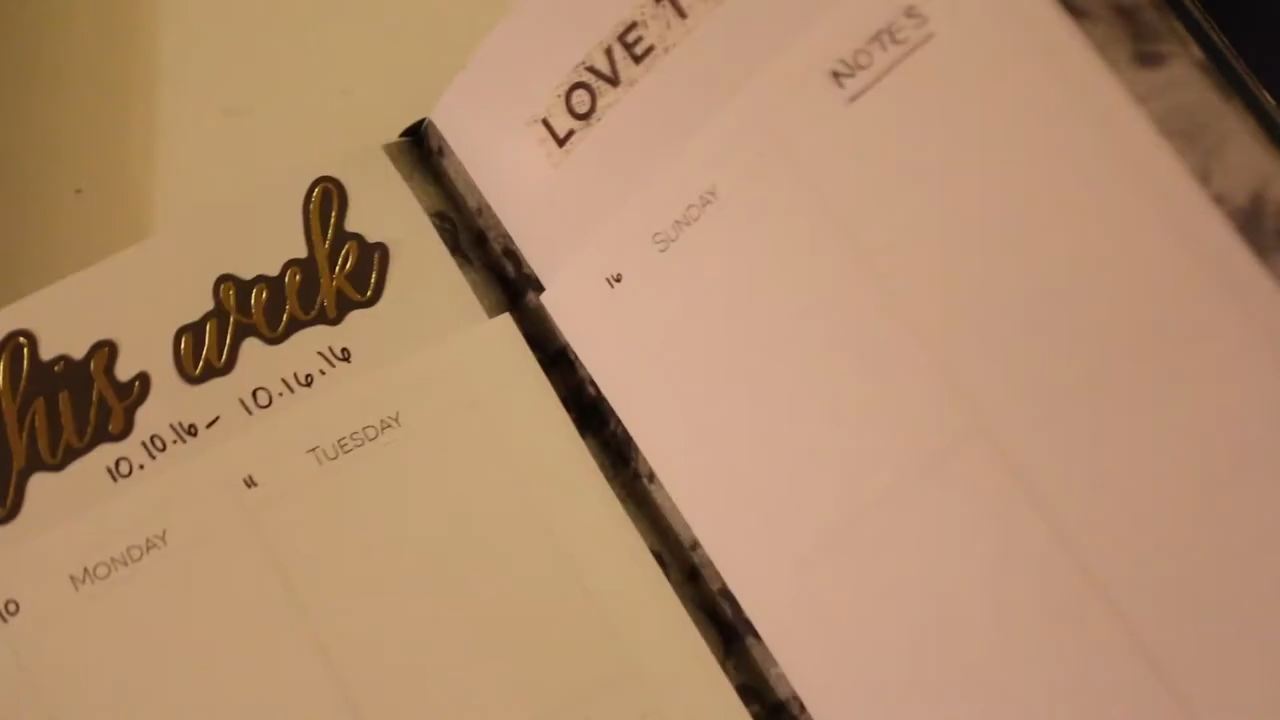 his week
10.10.16 - 10.16.16
10 MONDAY
11 TUESDAY
LOVE T
NOTES
16 SUNDAY